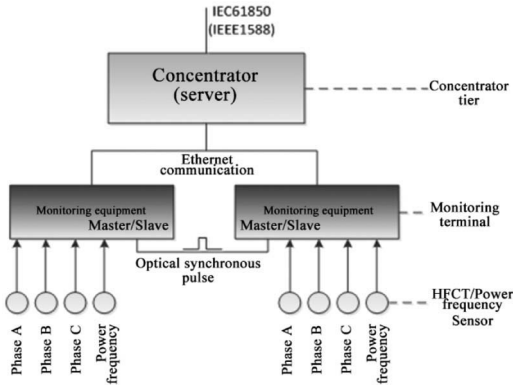 IEC61850
(IEEE1588)
Concentrator
(server)
Concentrator
tier
Ethernet
communication
Monitoring equipment
Master/Slave
Monitoring equipment
Master/Slave
Monitoring
terminal
Optical synchronous
pulse
HFCT/Power
frequency
Sensor
Phase A
Phase B
Phase C
Power
frequency
Phase A
Phase B
Phase C
Power
frequency